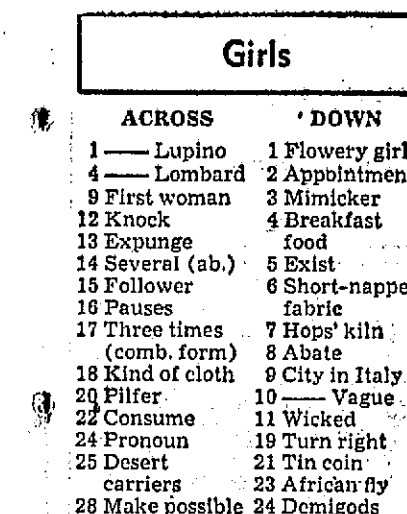 Girls
ACROSS
1 —— Lupino
4 —— Lombard
9 First woman
12 Knock
13 Expunge
14 Several (ab.)
15 Follower
16 Pauses
17 Three times
(comb. form)
18 Kind of cloth
20 Pilfer
22 Consume
24 Pronoun
25 Desert
carriers
28 Make possible
DOWN
1 Flowery girl
2 Appointmen
3 Mimicker
4 Breakfast
food
5 Exist
6 Short-nappe
fabric
7 Hops' kiln
8 Abate
9 City in Italy
10 —— Vague
11 Wicked
19 Turn right
21 Tin coin
23 African fly
24 Demigods